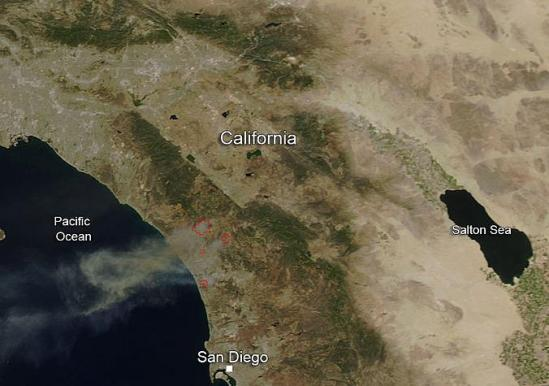 California
Pacific
Ocean
Salton Sea
San Diego